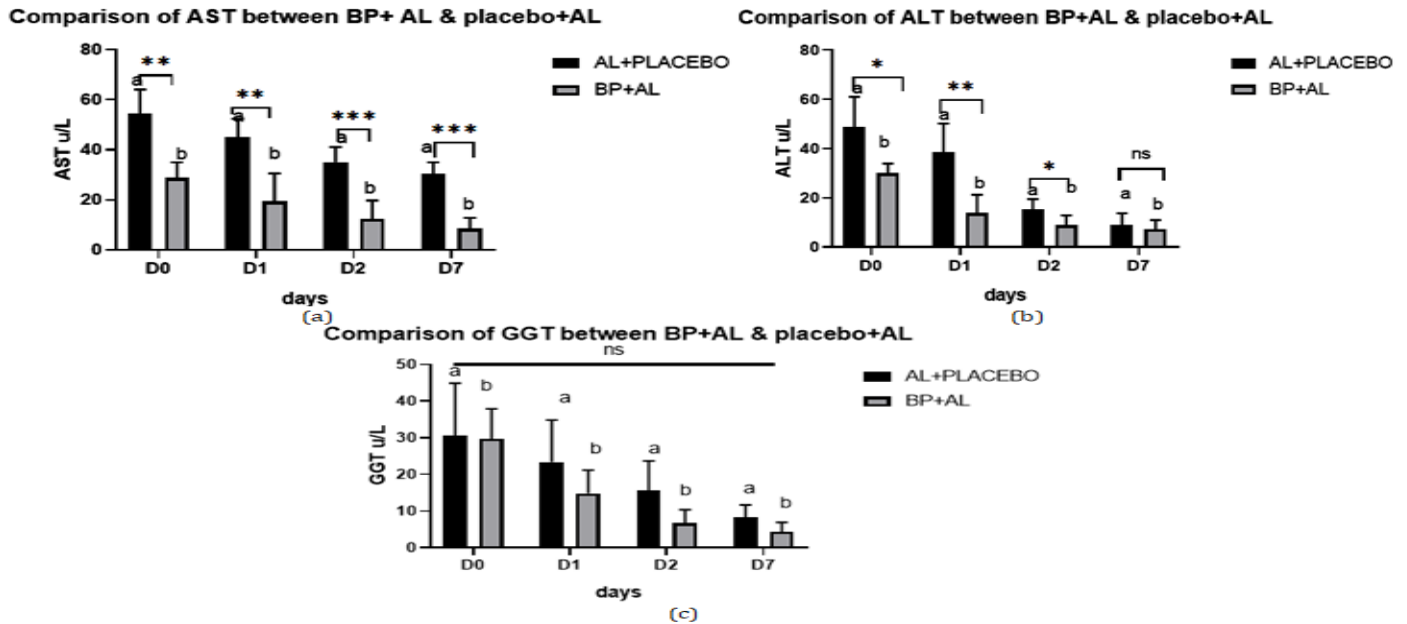 Comparison of AST between BP+ AL & placebo+AL
80
60
40
20
0
AST u/L
a
**
b
a
**
b
a
***
b
a
***
b
D0 D1 D2 D7
days
(a)
AL+PLACEBO
BP+AL
Comparison of ALT between BP+AL & placebo+AL
80
60
40
20
0
ALT u/L
*
a
b
**
a
b
*
a
b
ns
a
b
D0 D1 D2 D7
days
(b)
AL+PLACEBO
BP+AL
Comparison of GGT between BP+AL & placebo+AL
ns
50
40
30
20
10
0
GGT u/L
a
b
a
b
a
b
a
b
D0 D1 D2 D7
days
(c)
AL+PLACEBO
BP+AL